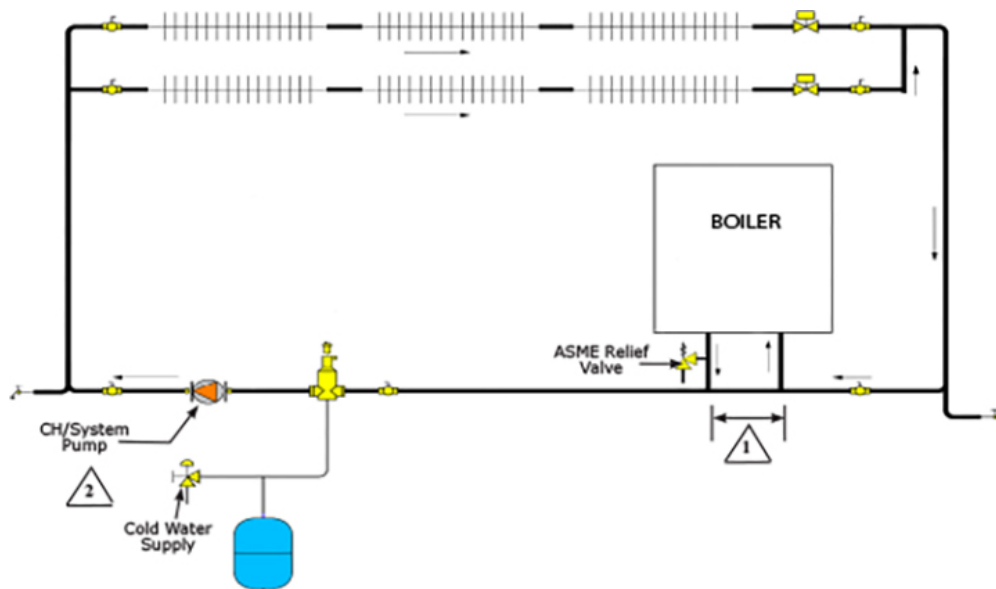 BOILER
ASME Relief
Valve
1
CH/System
Pump
2
Cold Water
Supply